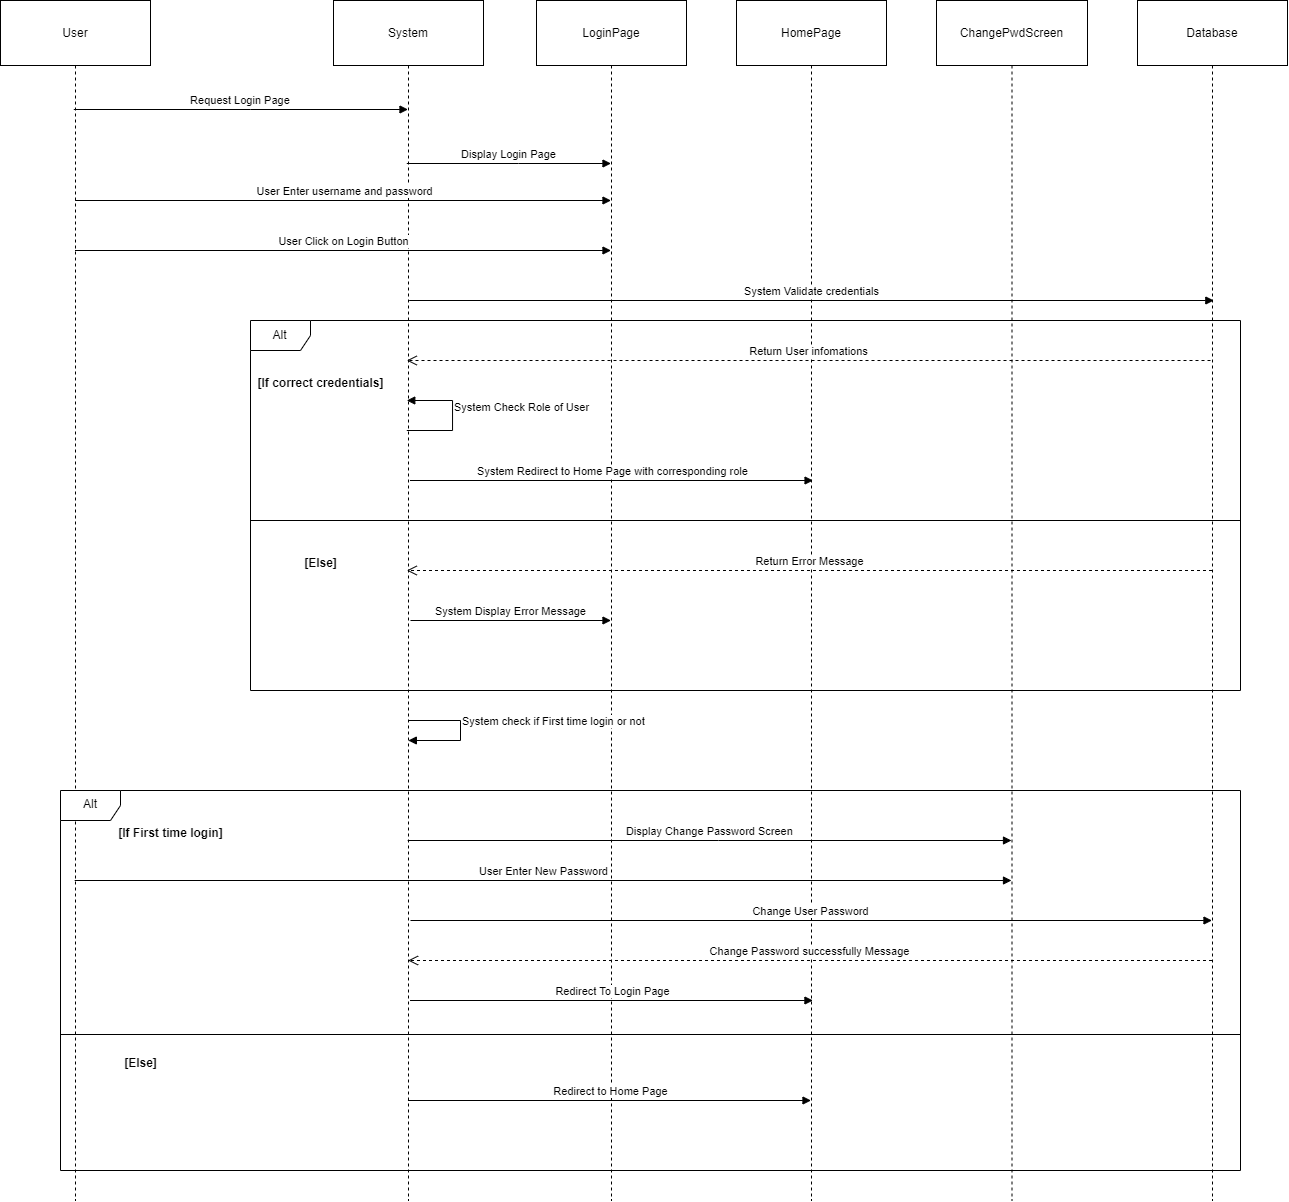 User
System
LoginPage
HomePage
ChangePwdScreen
Database
Request Login Page
Display Login Page
User Enter username and password
User Click on Login Button
System Validate credentials
Alt
Return User infomations
[If correct credentials]
System Check Role of User
System Redirect to Home Page with corresponding role
[Else]
Return Error Message
System Display Error Message
System check if First time login or not
Alt
[If First time login]
Display Change Password Screen
User Enter New Password
Change User Password
Change Password successfully Message
Redirect To Login Page
[Else]
Redirect to Home Page